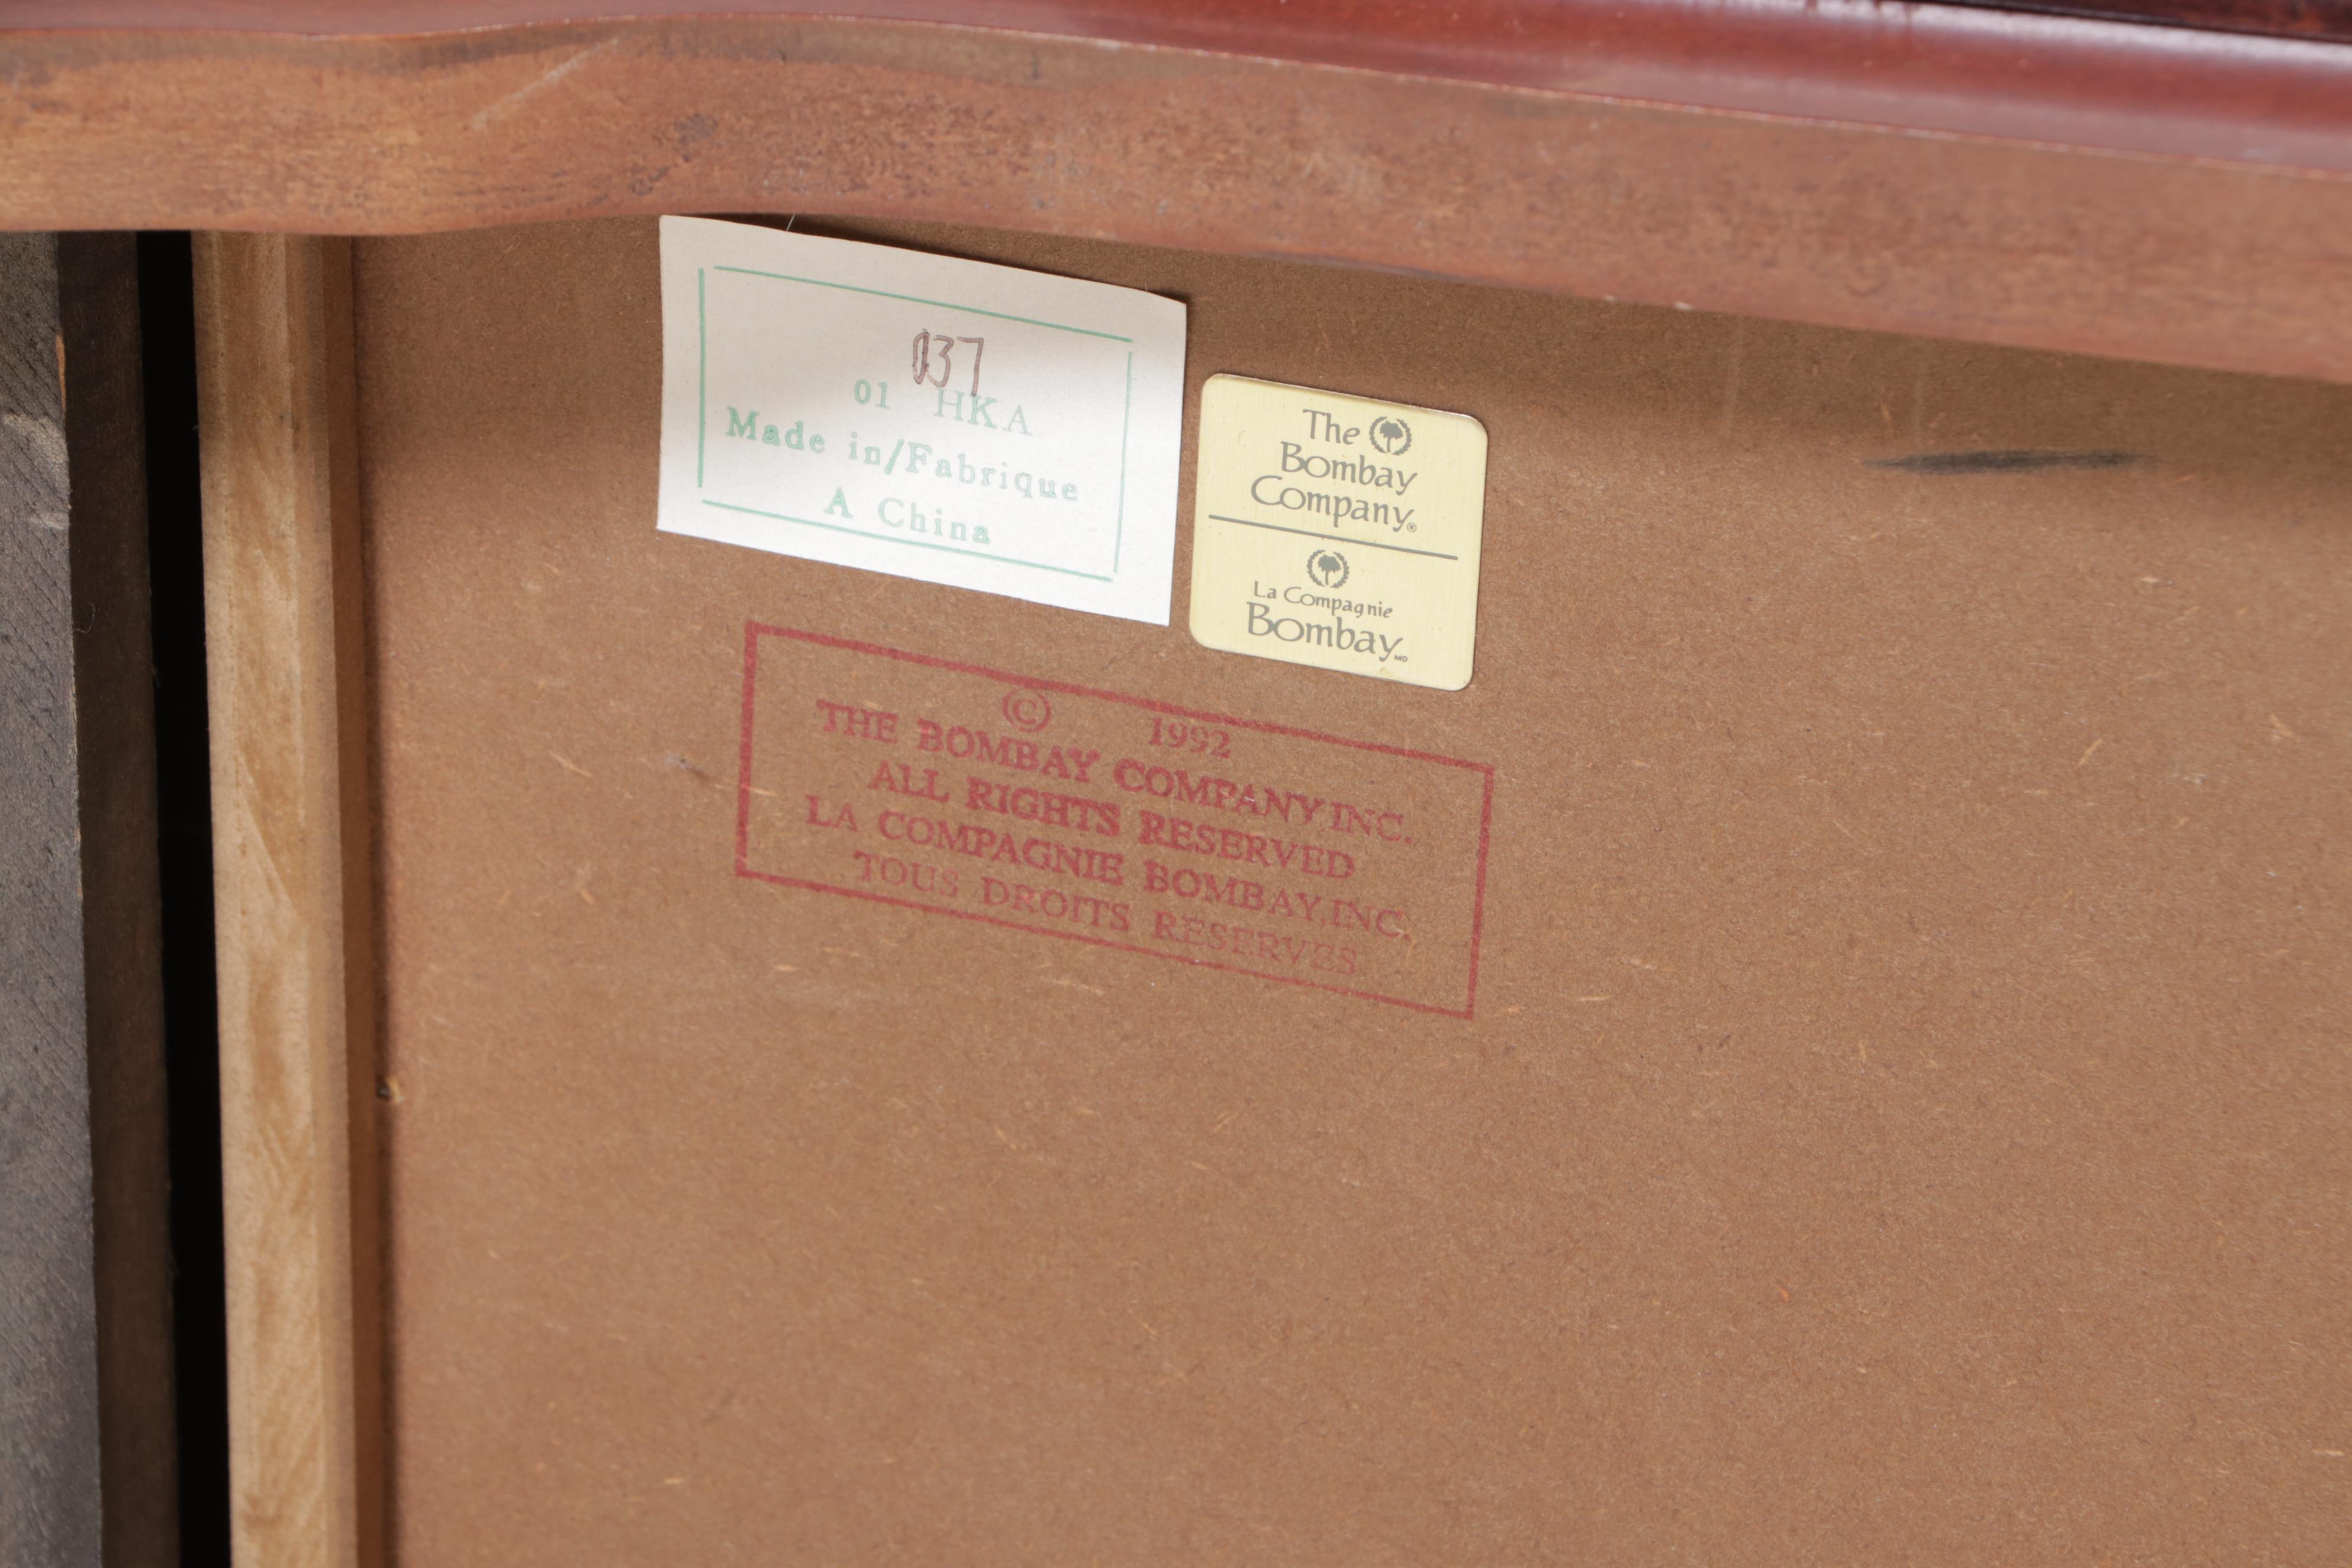 037
01 HKA
Made in/Fabrique
A China
The
Bombay
Company®
La Compagnie
Bombay MD
© 1992
THE BOMBAY COMPANY INC.
ALL RIGHTS RESERVED
LA COMPAGNIE BOMBAY, INC.
TOUS DROITS RESERVES